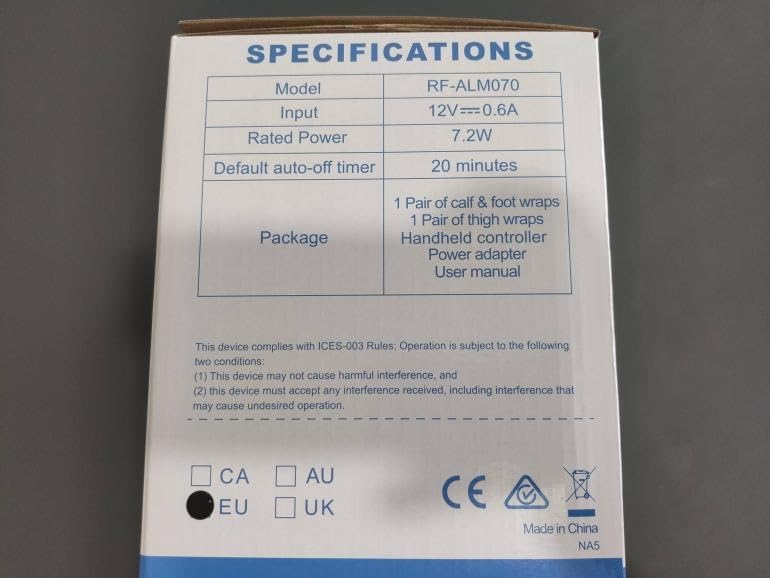 SPECIFICATIONS
Model RF-ALM070
Input 12V⎓0.6A
Rated Power 7.2W
Default auto-off timer 20 minutes
Package
1 Pair of calf & foot wraps
1 Pair of thigh wraps
Handheld controller
Power adapter
User manual
This device complies with ICES-003 Rules; Operation is subject to the following
two conditions:
(1) This device may not cause harmful interference, and
(2) this device must accept any interference received, including interference that
may cause undesired operation.
CA AU
EU UK
CE
Made in China
NA5